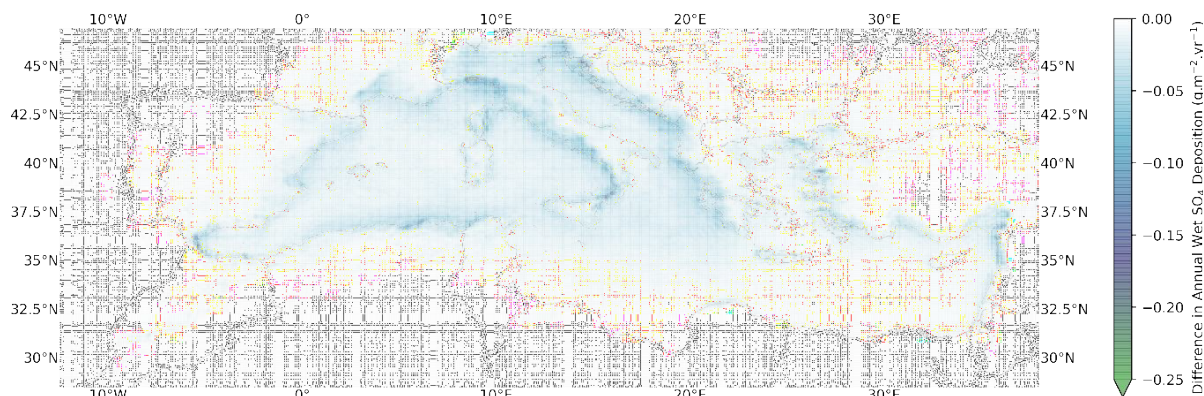 10°W 0° 10°E 20°E 30°E
0.00
45°N 45°N
−0.05
42.5°N 42.5°N
40°N 40°N
−0.10
37.5°N 37.5°N
−0.15
35°N 35°N
32.5°N 32.5°N
−0.20
30°N 30°N
−0.25
10°W 0° 10°E 20°E 30°E
Difference in Annual Wet SO₄ Deposition (g.m⁻².yr⁻¹)